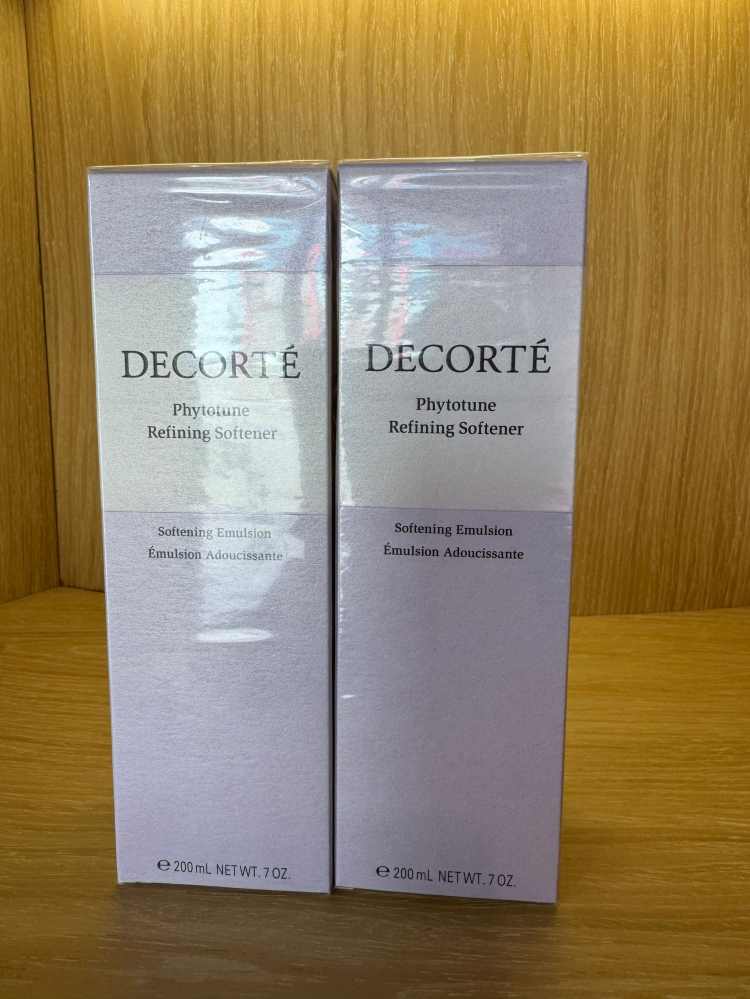 DECORTÉ
Phytotune
Refining Softener
Softening Emulsion
Émulsion Adoucissante
℮ 200 mL NET WT. 7 OZ.
DECORTÉ
Phytotune
Refining Softener
Softening Emulsion
Émulsion Adoucissante
℮ 200 mL NET WT. 7 OZ.